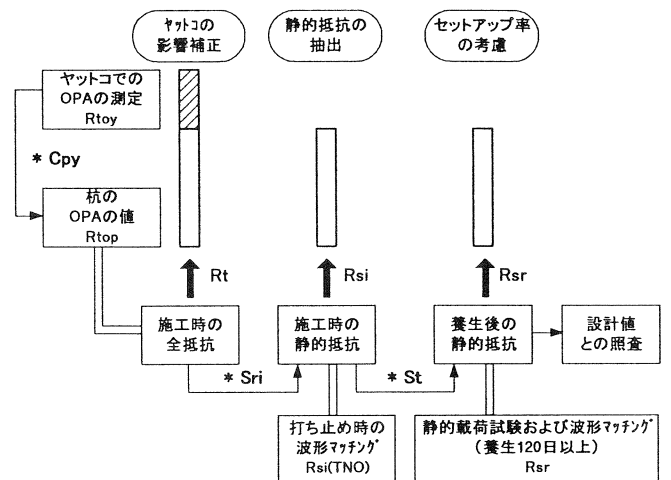 ﾔｯﾄｺの
影響補正
静的抵抗の
抽出
セットアップ率
の考慮
ヤットコでの
OPAの測定
Rtoy
* Cpy
杭の
OPAの値
Rtop
Rt
Rsi
Rsr
施工時の
全抵抗
施工時の
静的抵抗
養生後の
静的抵抗
設計値
との照査
* Sri
* St
打ち止め時の
波形ﾏｯﾁﾝｸﾞ
Rsi(TNO)
静的載荷試験および波形ﾏｯﾁﾝｸﾞ
(養生120日以上)
Rsr